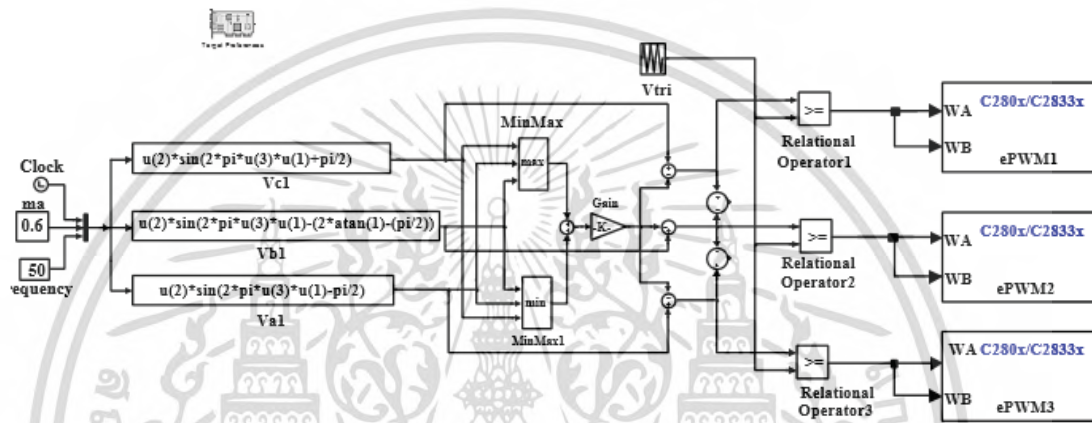 Target Preferences
Vtri
Clock
ma
0.6
50
requency
u(2)*sin(2*pi*u(3)*u(1)+pi/2)
Vc1
u(2)*sin(2*pi*u(3)*u(1)-(2*atan(1)-(pi/2))
Vb1
u(2)*sin(2*pi*u(3)*u(1)-pi/2)
Va1
MinMax
max
min
MinMax1
Gain
-K-
>=
Relational
Operator1
>=
Relational
Operator2
>=
Relational
Operator3
C280x/C2833x
WA
WB
ePWM1
C280x/C2833x
WA
WB
ePWM2
C280x/C2833x
WA
WB
ePWM3